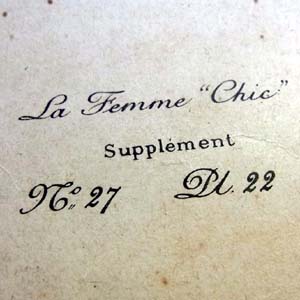 La Femme "Chic"
Supplément
Nº 27 Pl. 22